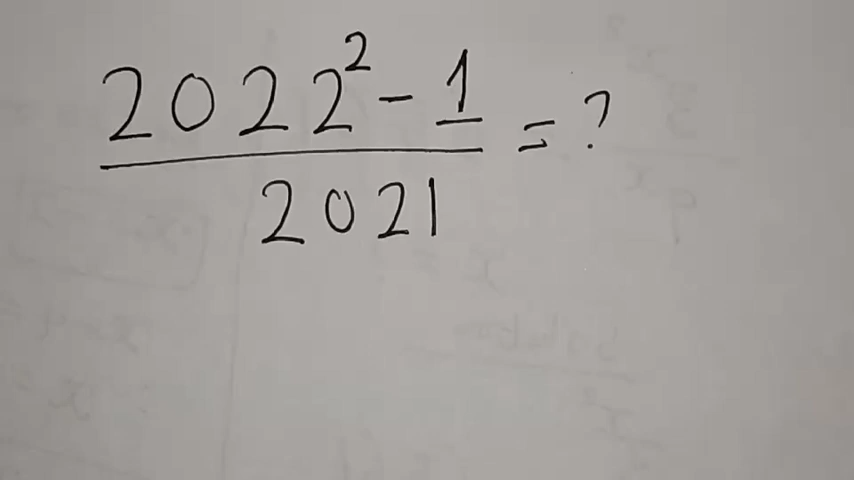 2022² - 1
= ?
2021